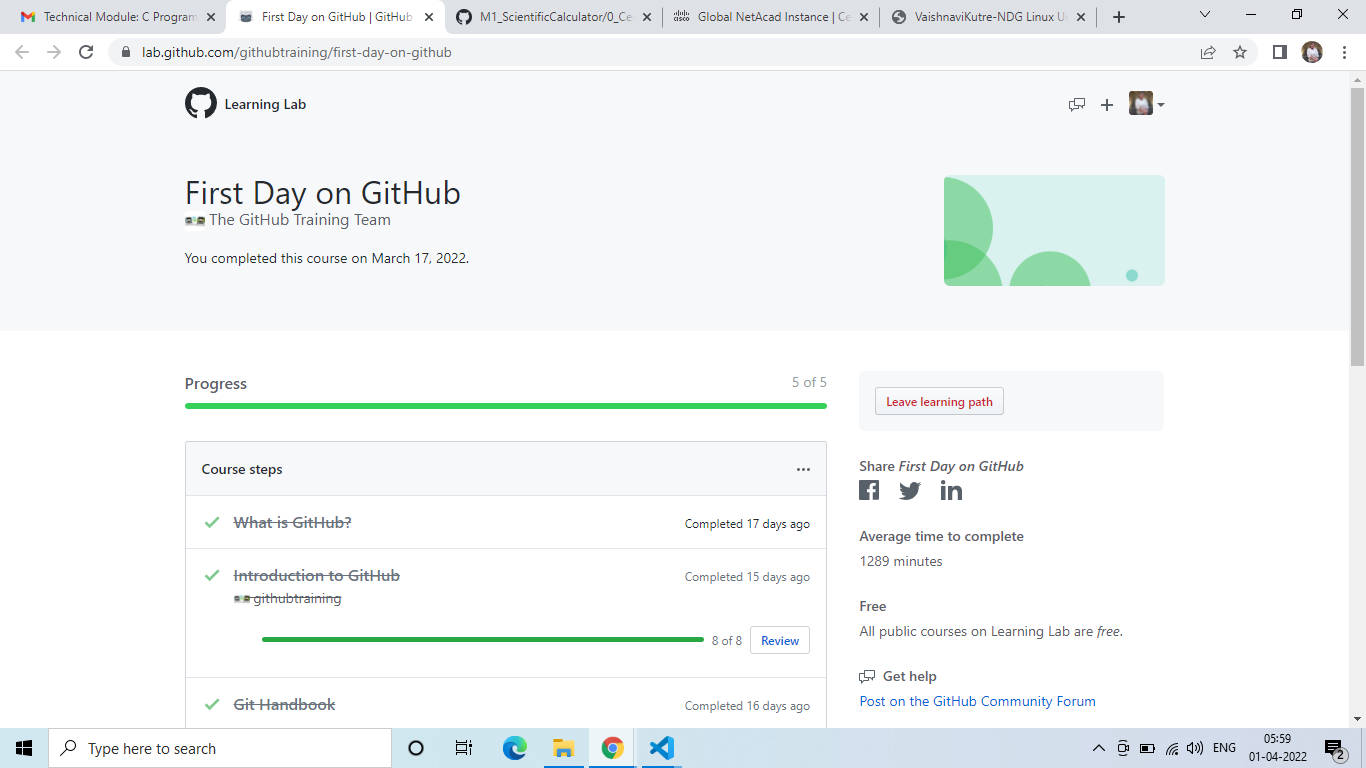 Technical Module: C Program
First Day on GitHub | GitHub
M1_ScientificCalculator/0_Ce
Global NetAcad Instance | Ce
VaishnaviKutre-NDG Linux U
lab.github.com/githubtraining/first-day-on-github
Learning Lab
First Day on GitHub
The GitHub Training Team
You completed this course on March 17, 2022.
Progress
5 of 5
Leave learning path
Course steps
What is GitHub?
Completed 17 days ago
Introduction to GitHub
Completed 15 days ago
githubtraining
8 of 8
Review
Git Handbook
Completed 16 days ago
Share First Day on GitHub
Average time to complete
1289 minutes
Free
All public courses on Learning Lab are free.
Get help
Post on the GitHub Community Forum
Type here to search
ENG
05:59
01-04-2022
2